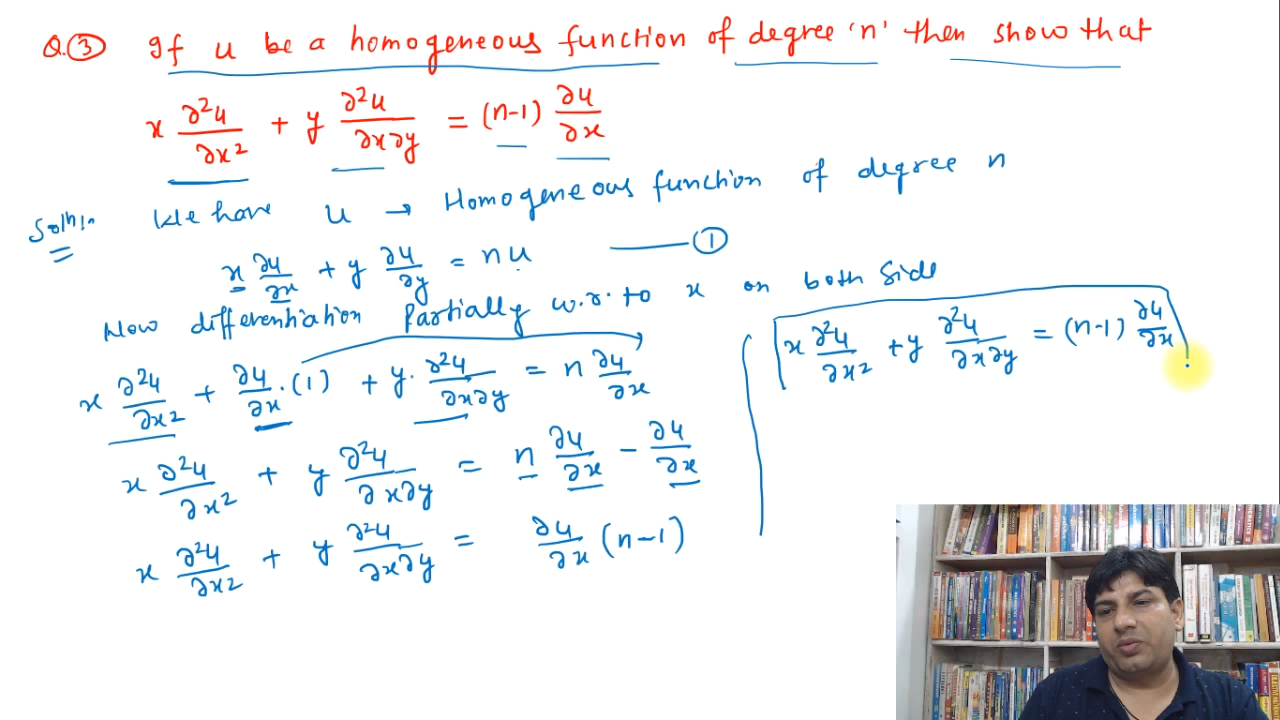 Q.③ If u be a homogeneous function of degree 'n' then show that
x ∂²u/∂x² + y ∂²u/∂x∂y = (n-1) ∂u/∂x
Soln:- We have u → Homogeneous function of degree n
x ∂u/∂x + y ∂u/∂y = nu —— ①
Now differentiation Partially w.r.to x on both side
x ∂²u/∂x² + ∂u/∂x · (1) + y · ∂²u/∂x∂y = n ∂u/∂x
x ∂²u/∂x² + y ∂²u/∂x∂y = n ∂u/∂x - ∂u/∂x
x ∂²u/∂x² + y ∂²u/∂x∂y = ∂u/∂x (n-1)
x ∂²u/∂x² + y ∂²u/∂x∂y = (n-1) ∂u/∂x